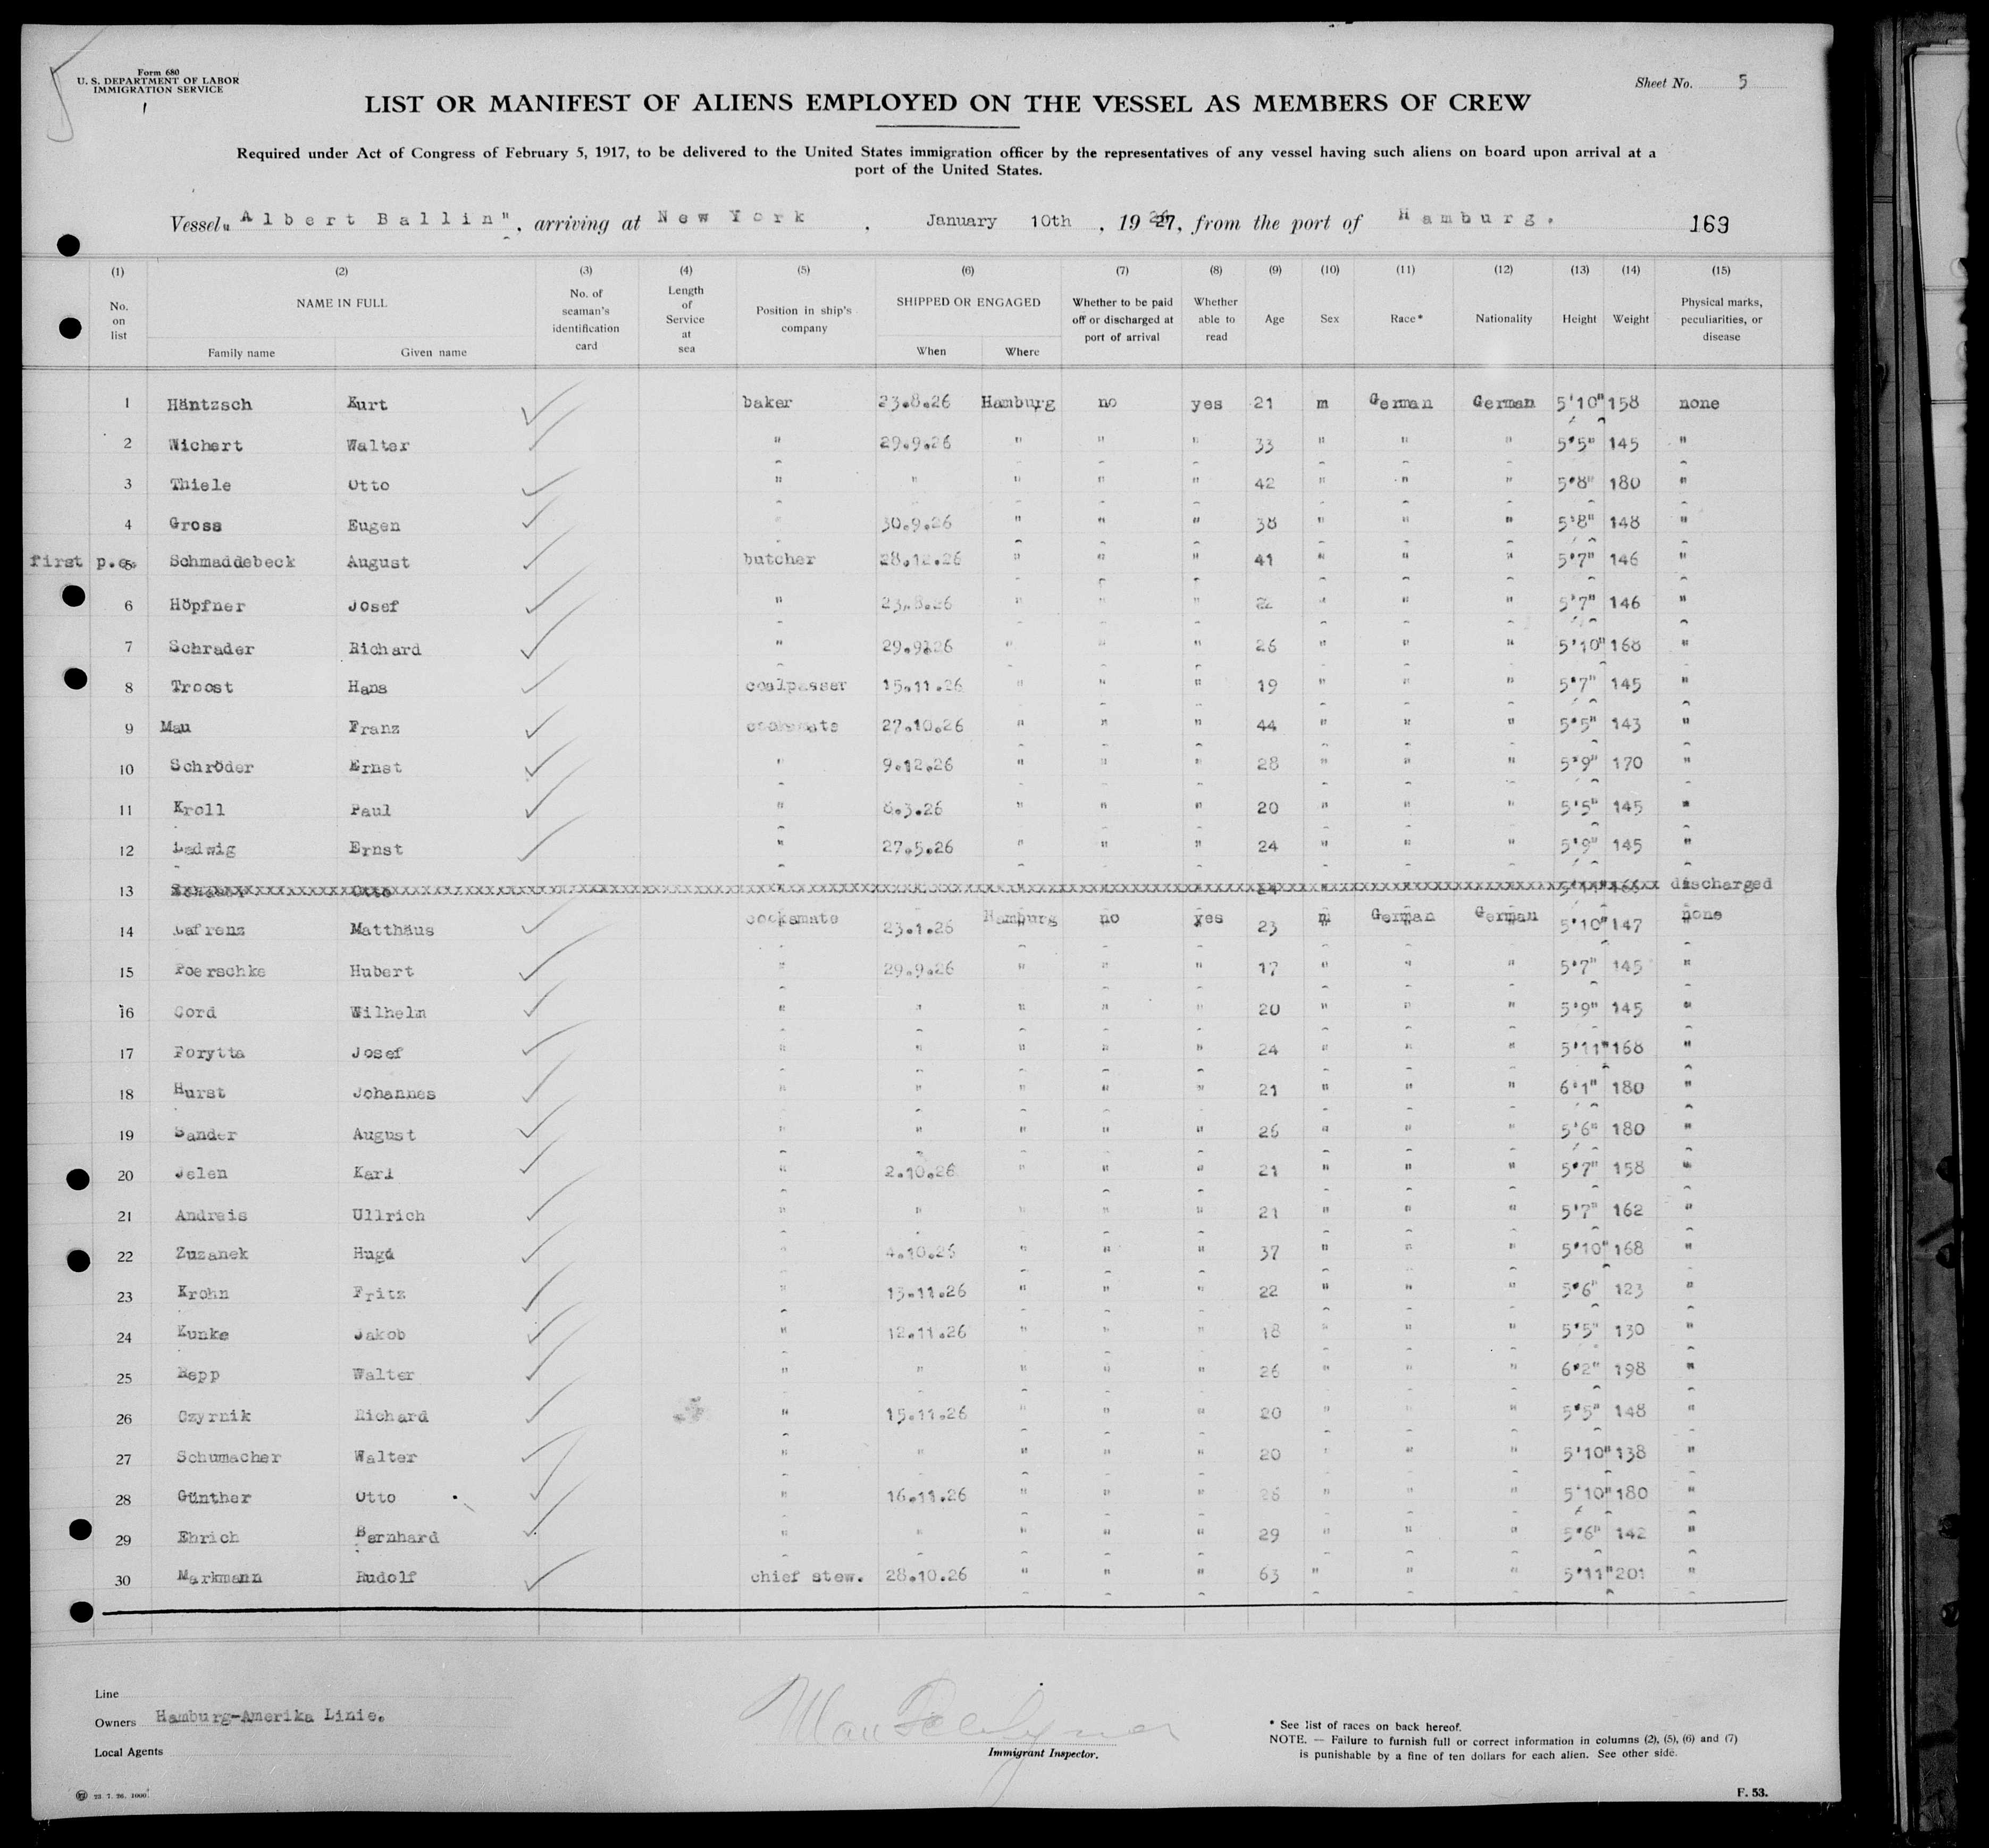 Form 680
U. S. DEPARTMENT OF LABOR
IMMIGRATION SERVICE
Sheet No. 5
LIST OR MANIFEST OF ALIENS EMPLOYED ON THE VESSEL AS MEMBERS OF CREW
Required under Act of Congress of February 5, 1917, to be delivered to the United States immigration officer by the representatives of any vessel having such aliens on board upon arrival at a
port of the United States.
Vessel „Albert Ballin", arriving at New York, January 10th, 1927, from the port of Hamburg. 169
(1) (2) (3) (4) (5) (6) (7) (8) (9) (10) (11) (12) (13) (14) (15)
No. on list NAME IN FULL Family name Given name No. of seaman's identification card Length of Service at sea Position in ship's company SHIPPED OR ENGAGED When Where Whether to be paid off or discharged at port of arrival Whether able to read Age Sex Race* Nationality Height Weight Physical marks, peculiarities, or disease
1 Häntzsch Kurt baker 23.8.26 Hamburg no yes 21 m German German 5'10" 158 none
2 Wichert Walter " 29.9.26 " " " 33 " " " 5'5" 145 "
3 Thiele Otto " " " " " 42 " " " 5'8" 180 "
4 Gross Eugen " 30.9.26 " " " 38 " " " 5'8" 148 "
first p.e. 5 Schmaddebeck August butcher 28.12.26 " " " 41 " " " 5'7" 146 "
6 Höpfner Josef " 23.8.26 " " " 22 " " " 5'7" 146 "
7 Schrader Richard " 29.9.26 " " " 26 " " " 5'10" 168 "
8 Troost Hans coalpasser 15.11.26 " " " 19 " " " 5'7" 145 "
9 Mau Franz cooksmate 27.10.26 " " " 44 " " " 5'5" 143 "
10 Schröder Ernst " 9.12.26 " " " 28 " " " 5'9" 170 "
11 Kroll Paul " 8.3.26 " " " 20 " " " 5'5" 145 "
12 Ladwig Ernst " 27.5.26 " " " 24 " " " 5'9" 145 "
13 Otto 24 discharged
14 Lafrenz Matthäus cooksmate 23.1.26 Hamburg no yes 23 m German German 5'10" 147 none
15 Poerschke Hubert " 29.9.26 " " " 17 " " " 5'7" 145 "
16 Cord Wilhelm " " " " " 20 " " " 5'9" 145 "
17 Forytta Josef " " " " " 24 " " " 5'11" 168 "
18 Hurst Johannes " " " " " 21 " " " 6'1" 180 "
19 Sander August " " " " " 26 " " " 5'6" 180 "
20 Jelen Karl " 2.10.26 " " " 21 " " " 5'7" 158 "
21 Andreis Ullrich " " " " " 21 " " " 5'7" 162 "
22 Zuzanek Hugo " 4.10.26 " " " 37 " " " 5'10" 168 "
23 Krohn Fritz " 13.11.26 " " " 22 " " " 5'6" 123 "
24 Kunke Jakob " 12.11.26 " " " 18 " " " 5'5" 130 "
25 Repp Walter " " " " " 26 " " " 6'2" 198 "
26 Czyrnik Richard " 15.11.26 " " " 20 " " " 5'5" 148 "
27 Schumacher Walter " " " " " 20 " " " 5'10" 138 "
28 Günther Otto " 16.11.26 " " " 26 " " " 5'10" 180 "
29 Ehrich Bernhard " " " " " 29 " " " 5'6" 142 "
30 Markmann Rudolf chief stew. 28.10.26 " " " 63 " " " 5'11" 201 "
Line
Owners Hamburg-Amerika Linie.
Local Agents
Immigrant Inspector.
* See list of races on back hereof.
NOTE. — Failure to furnish full or correct information in columns (2), (5), (6) and (7)
is punishable by a fine of ten dollars for each alien. See other side.
23. 7. 26. 1000.
F. 53.